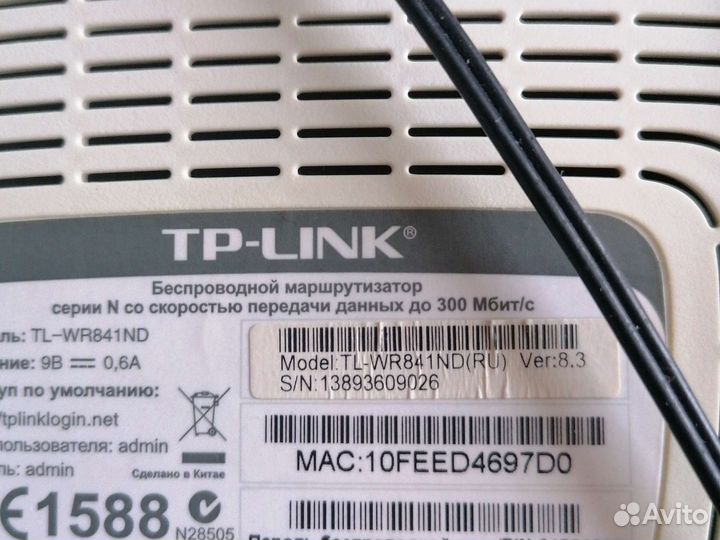 TP-LINK®
Беспроводной маршрутизатор
серии N со скоростью передачи данных до 300 Мбит/с
ль: TL-WR841ND
ние: 9В 0,6А
уп по умолчанию:
/tplinklogin.net
пользователя: admin
ль: admin
Сделано в Китае
CE1588
N28505
Model:TL-WR841ND(RU) Ver:8.3
S/N:13893609026
MAC:10FEED4697D0
Avito